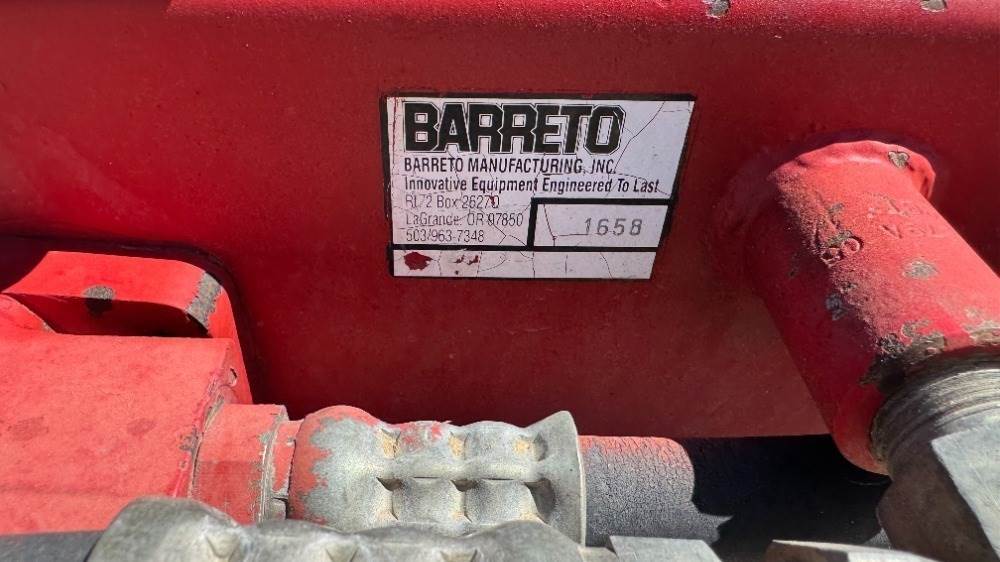 BARRETO
BARRETO MANUFACTURING, INC.
Innovative Equipment Engineered To Last
Rt.72 Box 26270
LaGrande, OR 97850
503/963-7348
1658